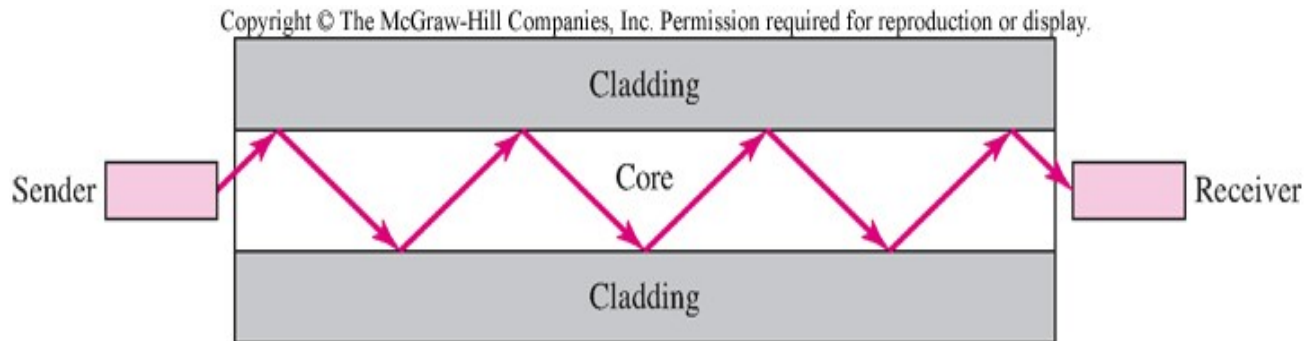 Copyright © The McGraw-Hill Companies, Inc. Permission required for reproduction or display.
Cladding
Sender
Core
Receiver
Cladding